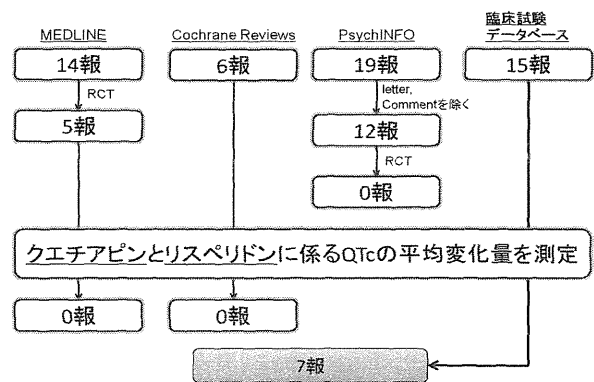 MEDLINE
Cochrane Reviews
PsychINFO
臨床試験
データベース
14報
6報
19報
15報
RCT
letter,
Commentを除く
5報
12報
RCT
0報
クエチアピンとリスペリドンに係るQTcの平均変化量を測定
0報
0報
7報